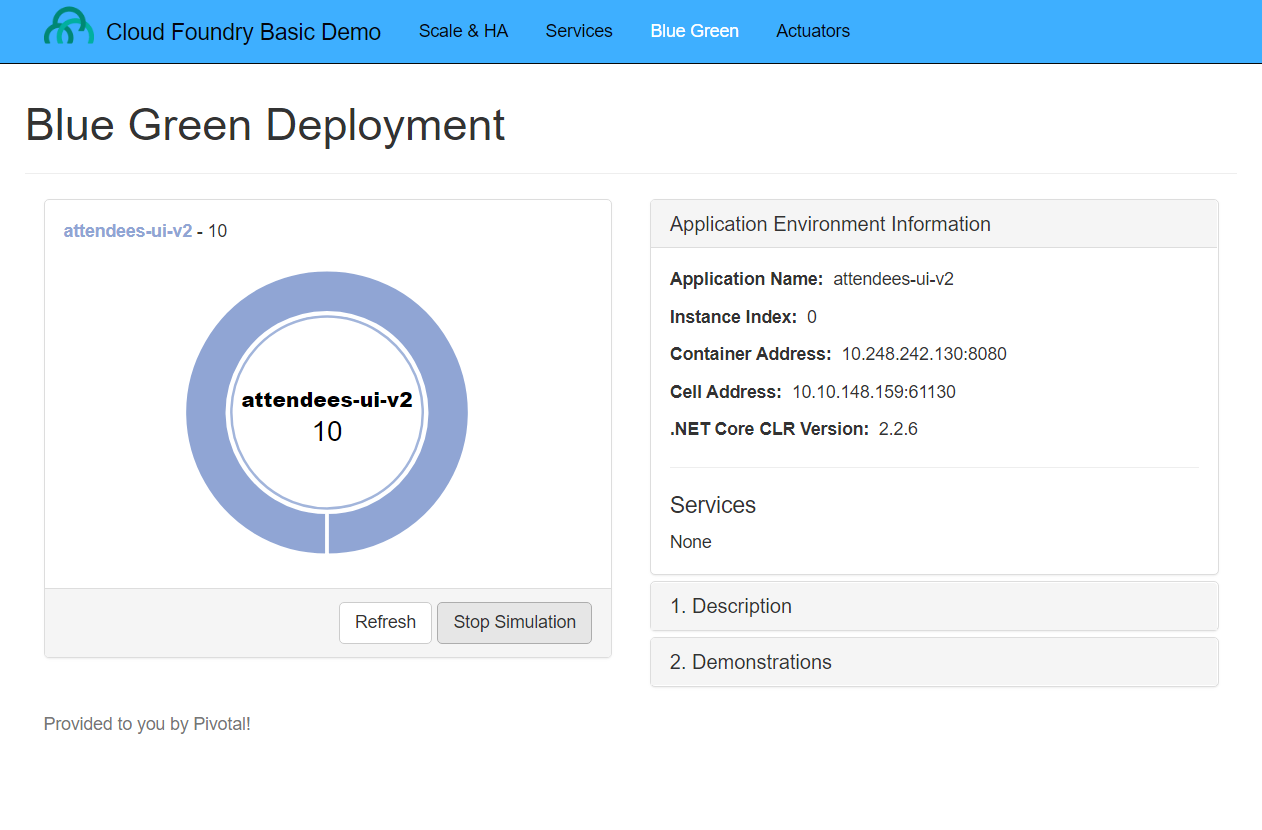 Cloud Foundry Basic Demo Scale & HA Services Blue Green Actuators
Blue Green Deployment
attendees-ui-v2 - 10
attendees-ui-v2
10
Refresh Stop Simulation
Application Environment Information
Application Name: attendees-ui-v2
Instance Index: 0
Container Address: 10.248.242.130:8080
Cell Address: 10.10.148.159:61130
.NET Core CLR Version: 2.2.6
Services
None
1. Description
2. Demonstrations
Provided to you by Pivotal!